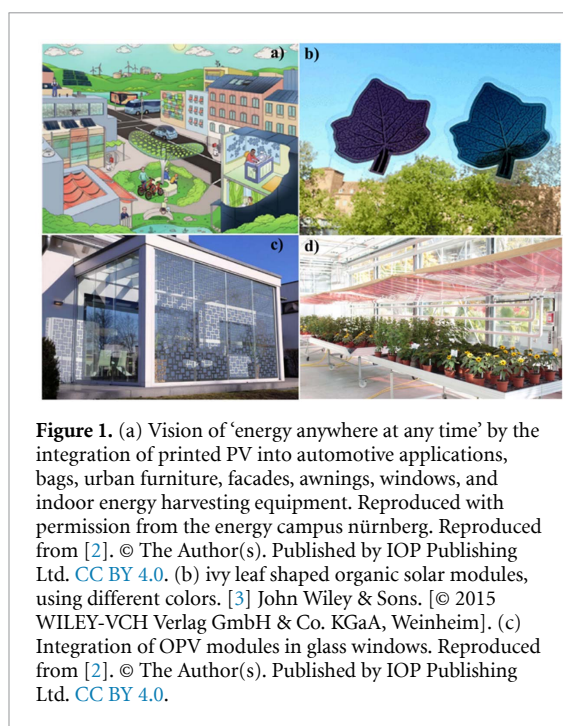 a)
b)
c)
d)
Figure 1. (a) Vision of ‘energy anywhere at any time’ by the
integration of printed PV into automotive applications,
bags, urban furniture, facades, awnings, windows, and
indoor energy harvesting equipment. Reproduced with
permission from the energy campus nürnberg. Reproduced
from [2]. © The Author(s). Published by IOP Publishing
Ltd. CC BY 4.0. (b) ivy leaf shaped organic solar modules,
using different colors. [3] John Wiley & Sons. [© 2015
WILEY-VCH Verlag GmbH & Co. KGaA, Weinheim]. (c)
Integration of OPV modules in glass windows. Reproduced
from [2]. © The Author(s). Published by IOP Publishing
Ltd. CC BY 4.0.